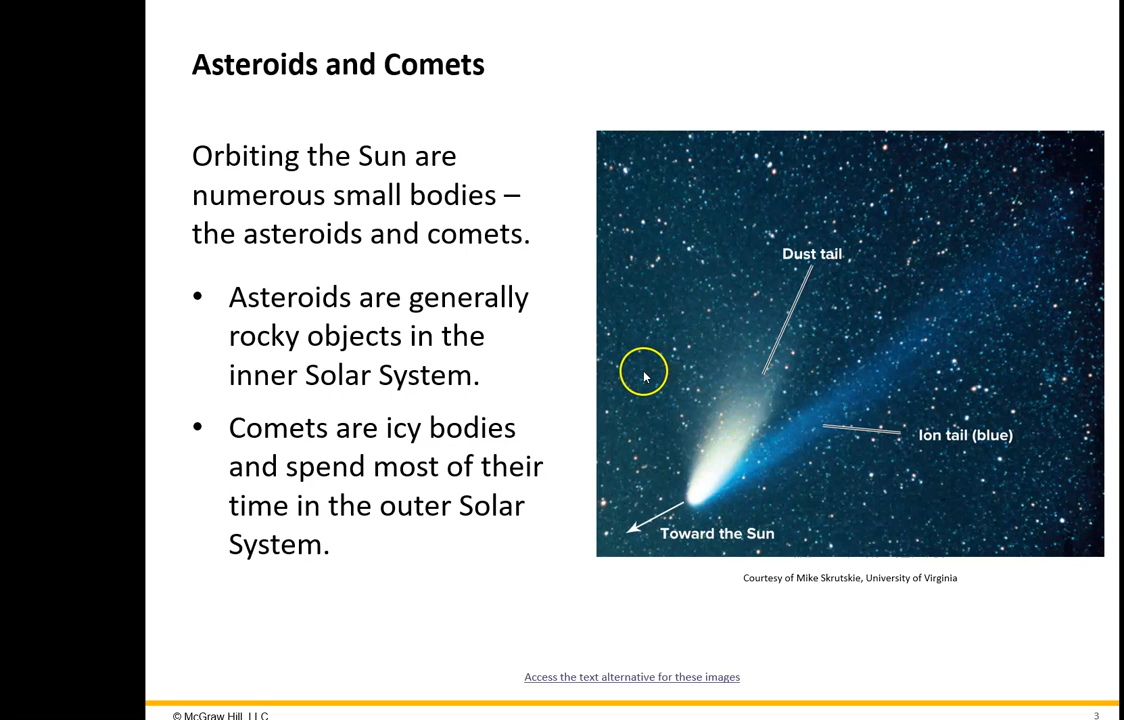 Asteroids and Comets
Orbiting the Sun are
numerous small bodies –
the asteroids and comets.
• Asteroids are generally
rocky objects in the
inner Solar System.
• Comets are icy bodies
and spend most of their
time in the outer Solar
System.
Dust tail
Ion tail (blue)
Toward the Sun
Courtesy of Mike Skrutskie, University of Virginia
Access the text alternative for these images
© McGraw Hill, LLC
3